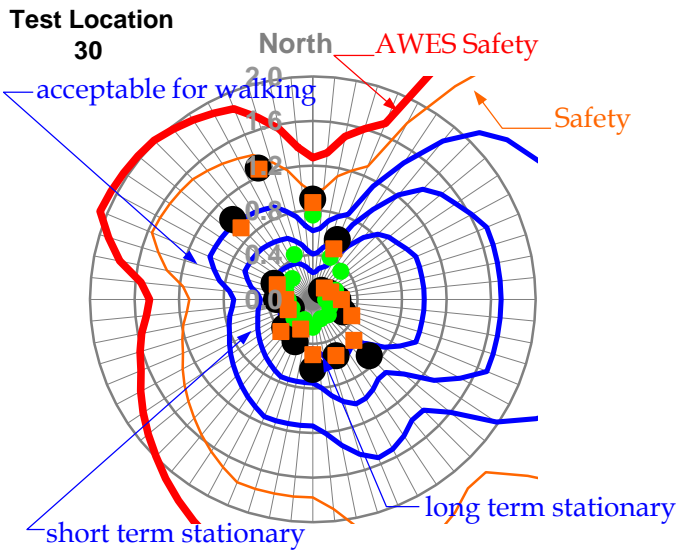 Test Location
30
North
AWES Safety
2.0
acceptable for walking
1.6
Safety
1.2
0.8
0.4
0.0
long term stationary
short term stationary